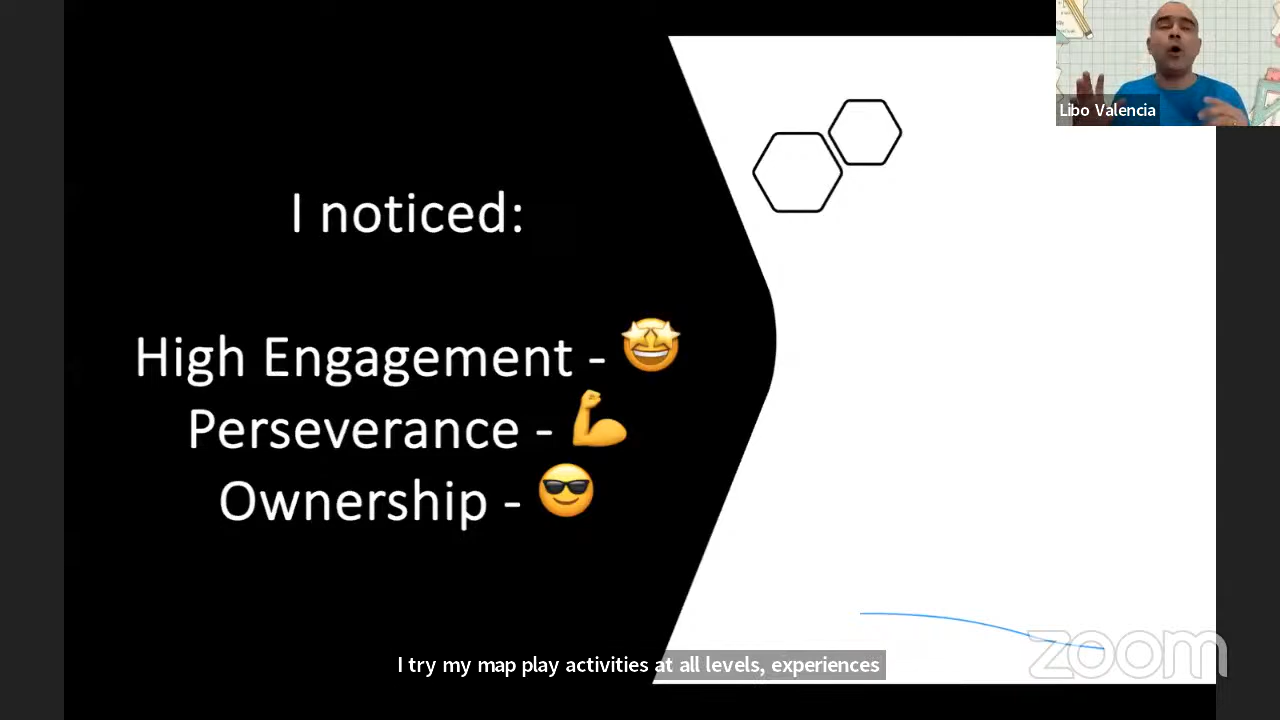 Libo Valencia
I noticed:
High Engagement - 🤩
Perseverance - 💪
Ownership - 😎
I try my map play activities at all levels, experiences
zoom